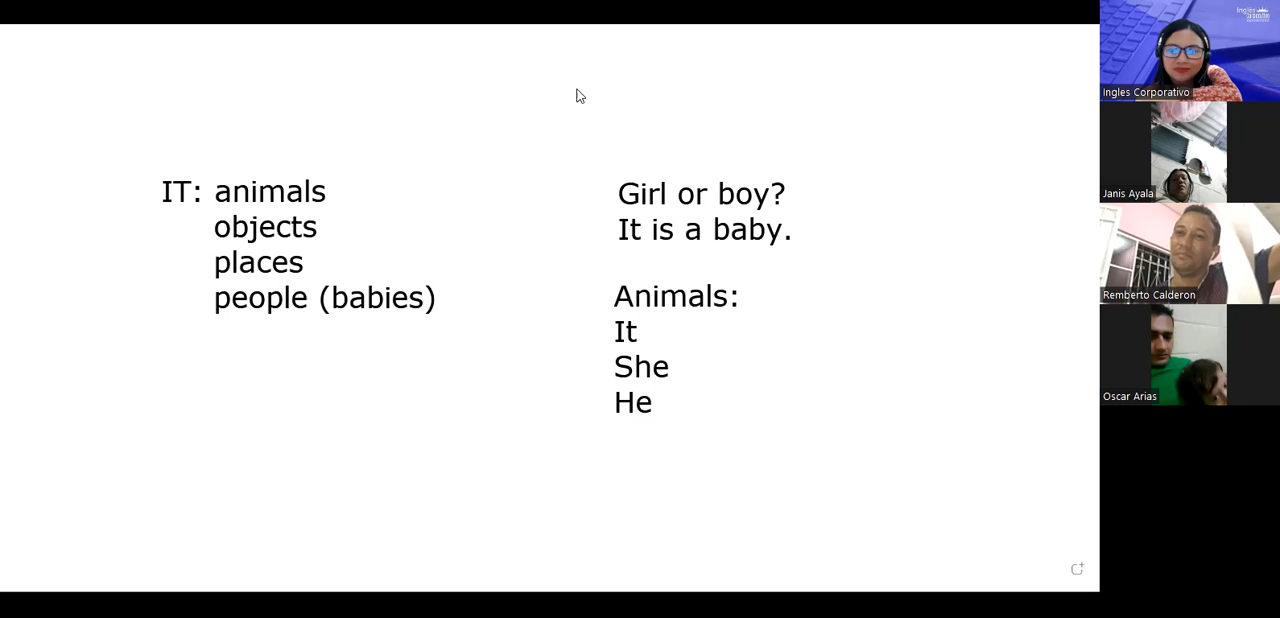 IT: animals
objects
places
people (babies)
Girl or boy?
It is a baby.
Animals:
It
She
He
Ingles
Ingles Corporativo
Janis Ayala
Remberto Calderon
Oscar Arias